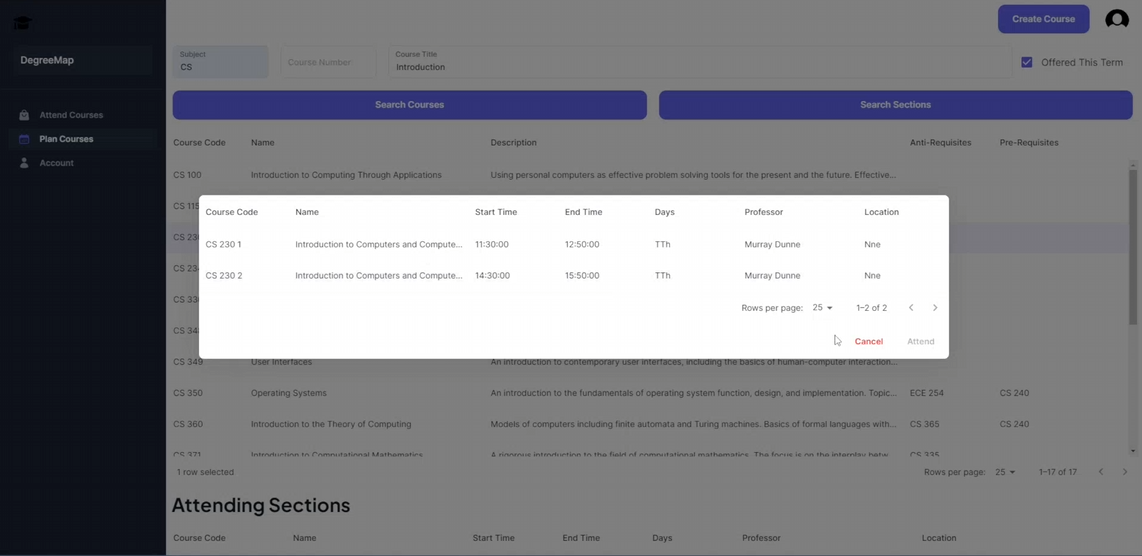 Create Course
DegreeMap
Subject
CS
Course Number
Course Title
Introduction
Offered This Term
Attend Courses
Plan Courses
Account
Search Courses
Search Sections
Course Code Name Description Anti-Requisites Pre-Requisites
CS 100 Introduction to Computing Through Applications Using personal computers as effective problem solving tools for the present and the future. Effective...
CS 115
CS 23
CS 23
CS 33
CS 34
Course Code Name Start Time End Time Days Professor Location
CS 230 1 Introduction to Computers and Compute... 11:30:00 12:50:00 TTh Murray Dunne Nne
CS 230 2 Introduction to Computers and Compute... 14:30:00 15:50:00 TTh Murray Dunne Nne
Rows per page: 25 1–2 of 2
Cancel Attend
CS 349 User Interfaces An introduction to contemporary user interfaces, including the basics of human-computer interaction...
CS 350 Operating Systems An introduction to the fundamentals of operating system function, design, and implementation. Topic... ECE 254 CS 240
CS 360 Introduction to the Theory of Computing Models of computers including finite automata and Turing machines. Basics of formal languages with... CS 365 CS 240
CS 371 Introduction to Computational Mathematics A rigorous introduction to the field of computational mathematics. The focus is on the interplay betw... CS 335
1 row selected Rows per page: 25 1–17 of 17
Attending Sections
Course Code Name Start Time End Time Days Professor Location